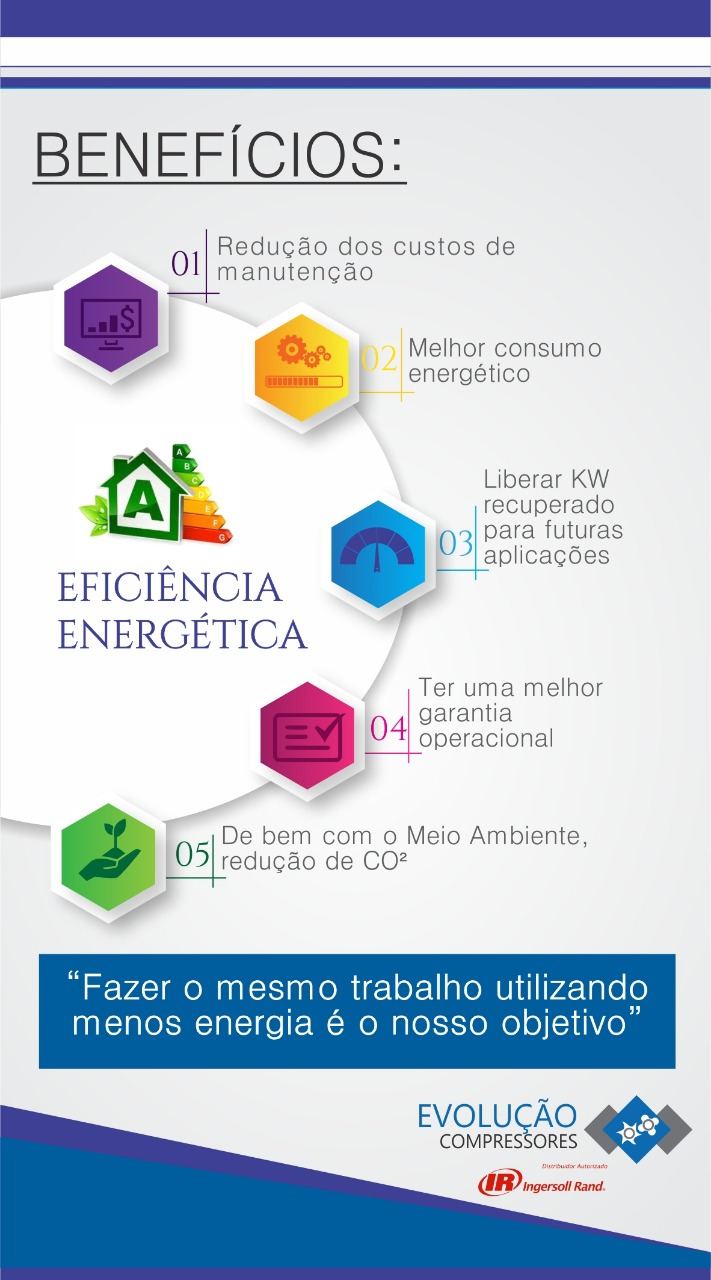 BENEFÍCIOS:
01
Redução dos custos de
manutenção
02
Melhor consumo
energético
A
A
B
C
D
E
F
G
EFICIÊNCIA
ENERGÉTICA
03
Liberar KW
recuperado
para futuras
aplicações
04
Ter uma melhor
garantia
operacional
05
De bem com o Meio Ambiente,
redução de CO²
“Fazer o mesmo trabalho utilizando
menos energia é o nosso objetivo”
EVOLUÇÃO
COMPRESSORES
Distribuidor Autorizado
IR Ingersoll Rand.